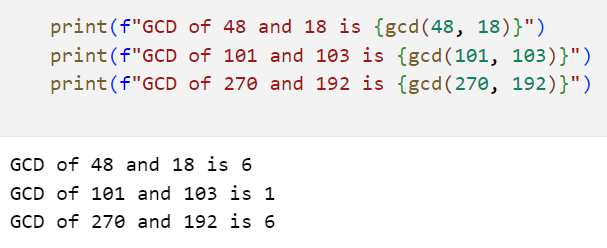 print(f"GCD of 48 and 18 is {gcd(48, 18)}")
print(f"GCD of 101 and 103 is {gcd(101, 103)}")
print(f"GCD of 270 and 192 is {gcd(270, 192)}")
GCD of 48 and 18 is 6
GCD of 101 and 103 is 1
GCD of 270 and 192 is 6